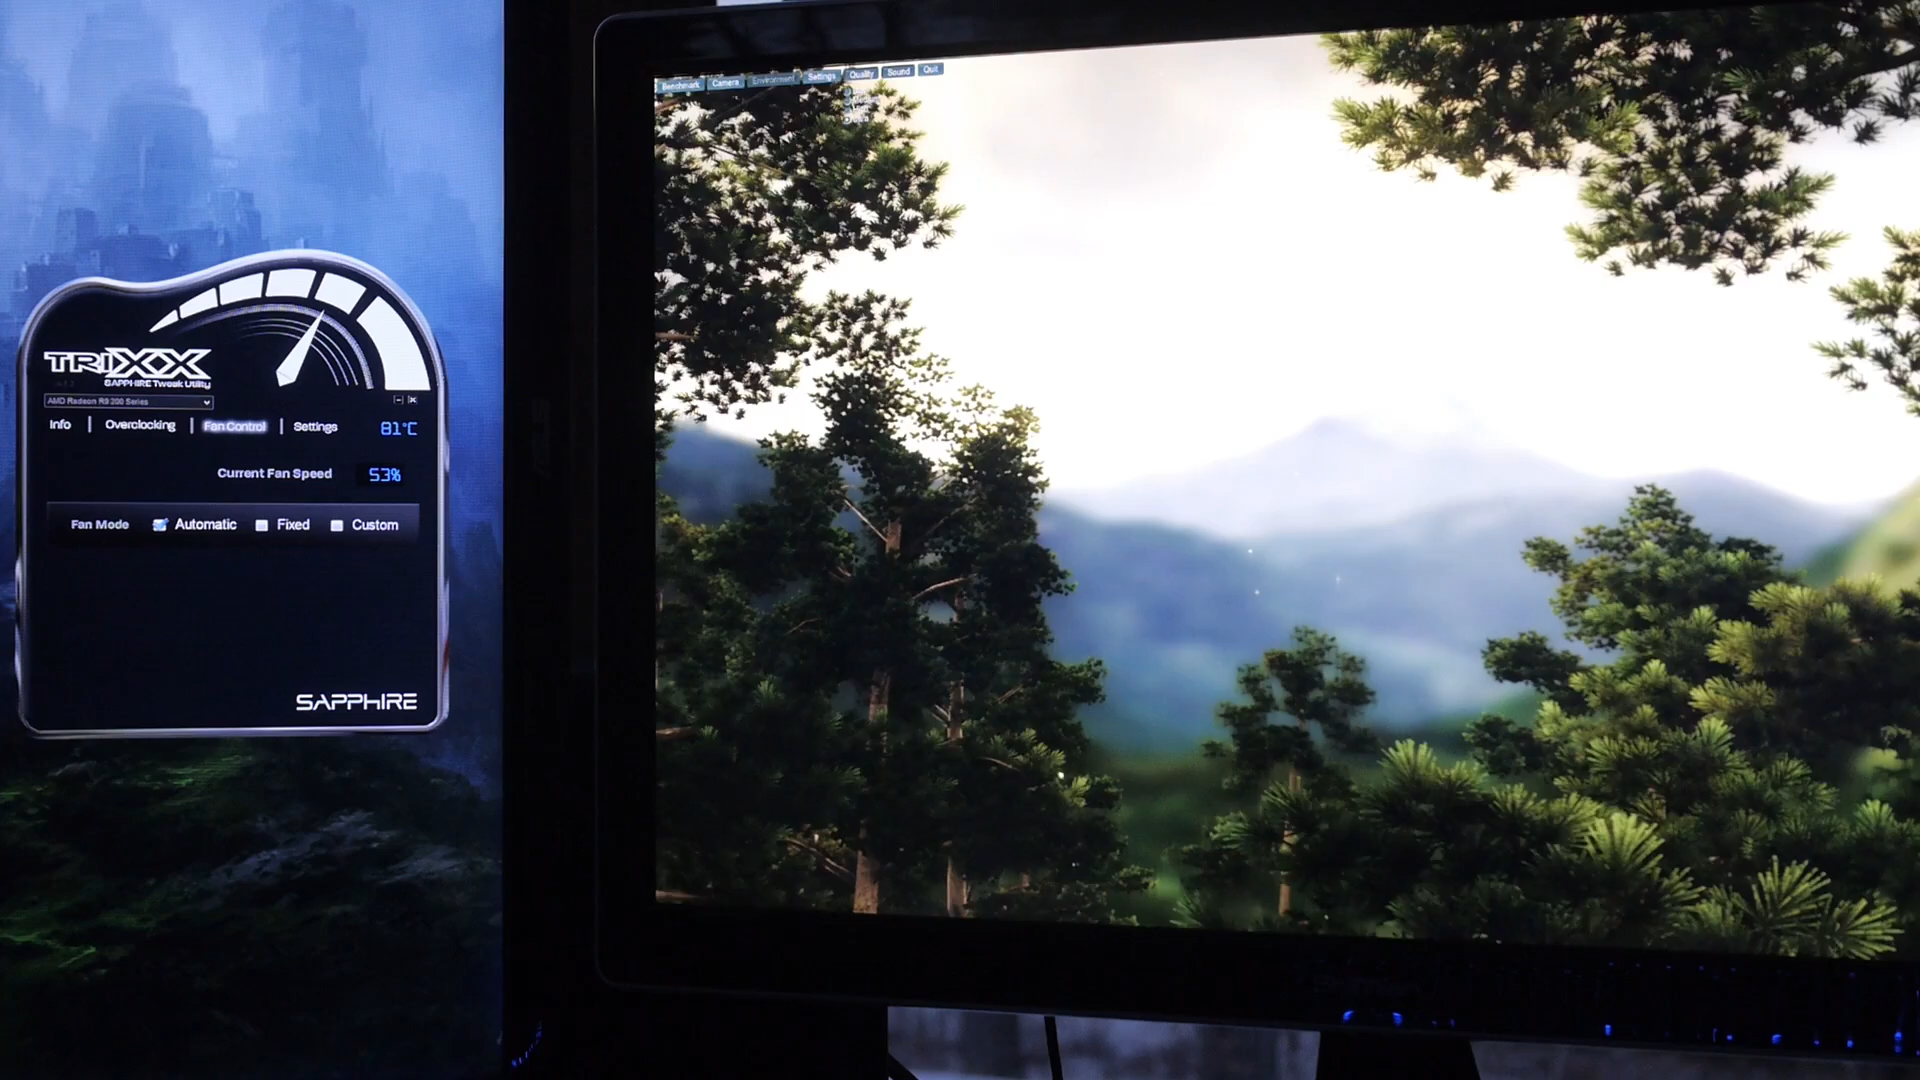 TRIXX
SAPPHIRE Tweak Utility
AMD Radeon R9 200 Series
Info Overclocking Fan Control Settings 81°C
Current Fan Speed 53%
Fan Mode Automatic Fixed Custom
SAPPHIRE
Benchmark Camera Environment Settings Quality Sound Quit